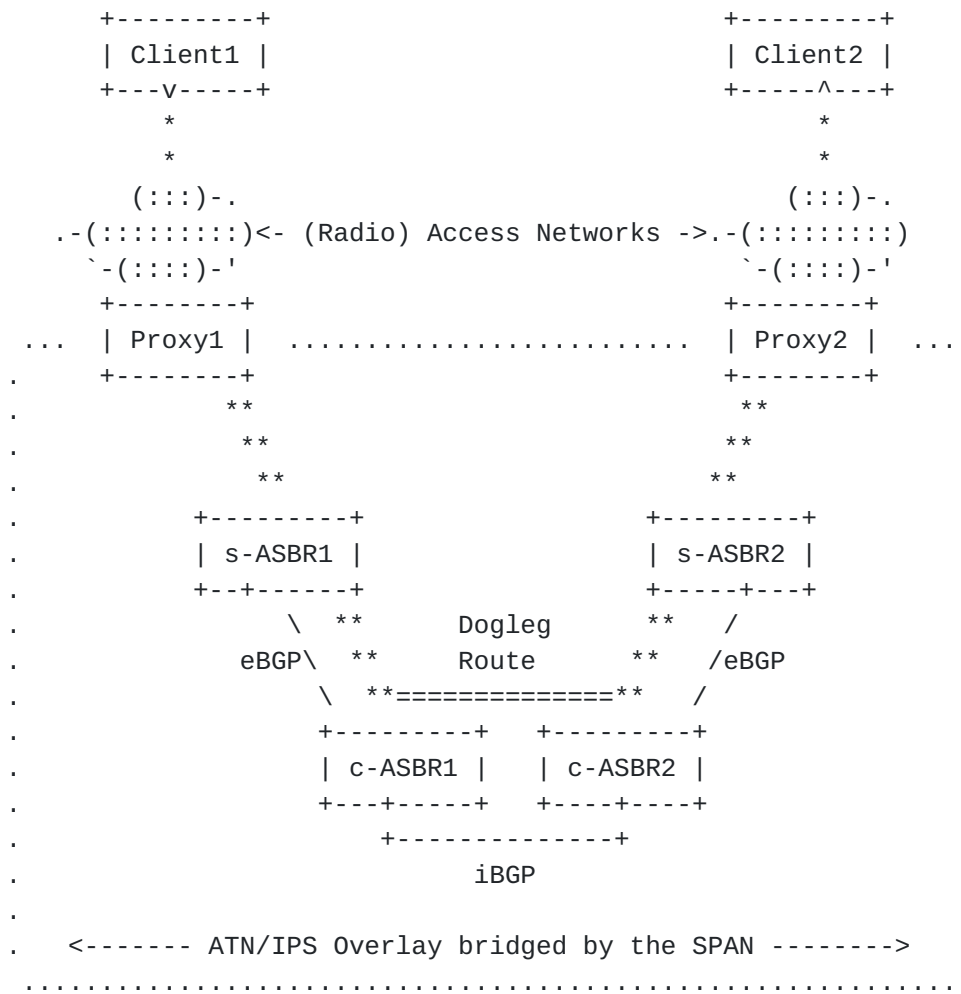 +---------+                             +---------+
| Client1 |                             | Client2 |
+---v-----+                             +-----^---+
*                                         *
*                                         *
(:::)-.                                   (:::)-.
.-(:::::::::)<- (Radio) Access Networks ->.-(:::::::::)
`-(::::)-'                                `-(::::)-'
+--------+                              +--------+
...  | Proxy1 |  ..........................  | Proxy2 |  ...
.     +--------+                              +--------+
.             **                               **
.              **                             **
.               **                           **
.           +---------+                  +---------+
.           | s-ASBR1 |                  | s-ASBR2 |
.           +--+------+                  +-----+---+
.                 \  **      Dogleg      **   /
.              eBGP\  **     Route      **   /eBGP
.                   \  **==============**   /
.                   +---------+   +---------+
.                   | c-ASBR1 |   | c-ASBR2 |
.                   +---+-----+   +----+----+
.                       +--------------+
.                             iBGP
.
.   <------- ATN/IPS Overlay bridged by the SPAN -------->
............................................................